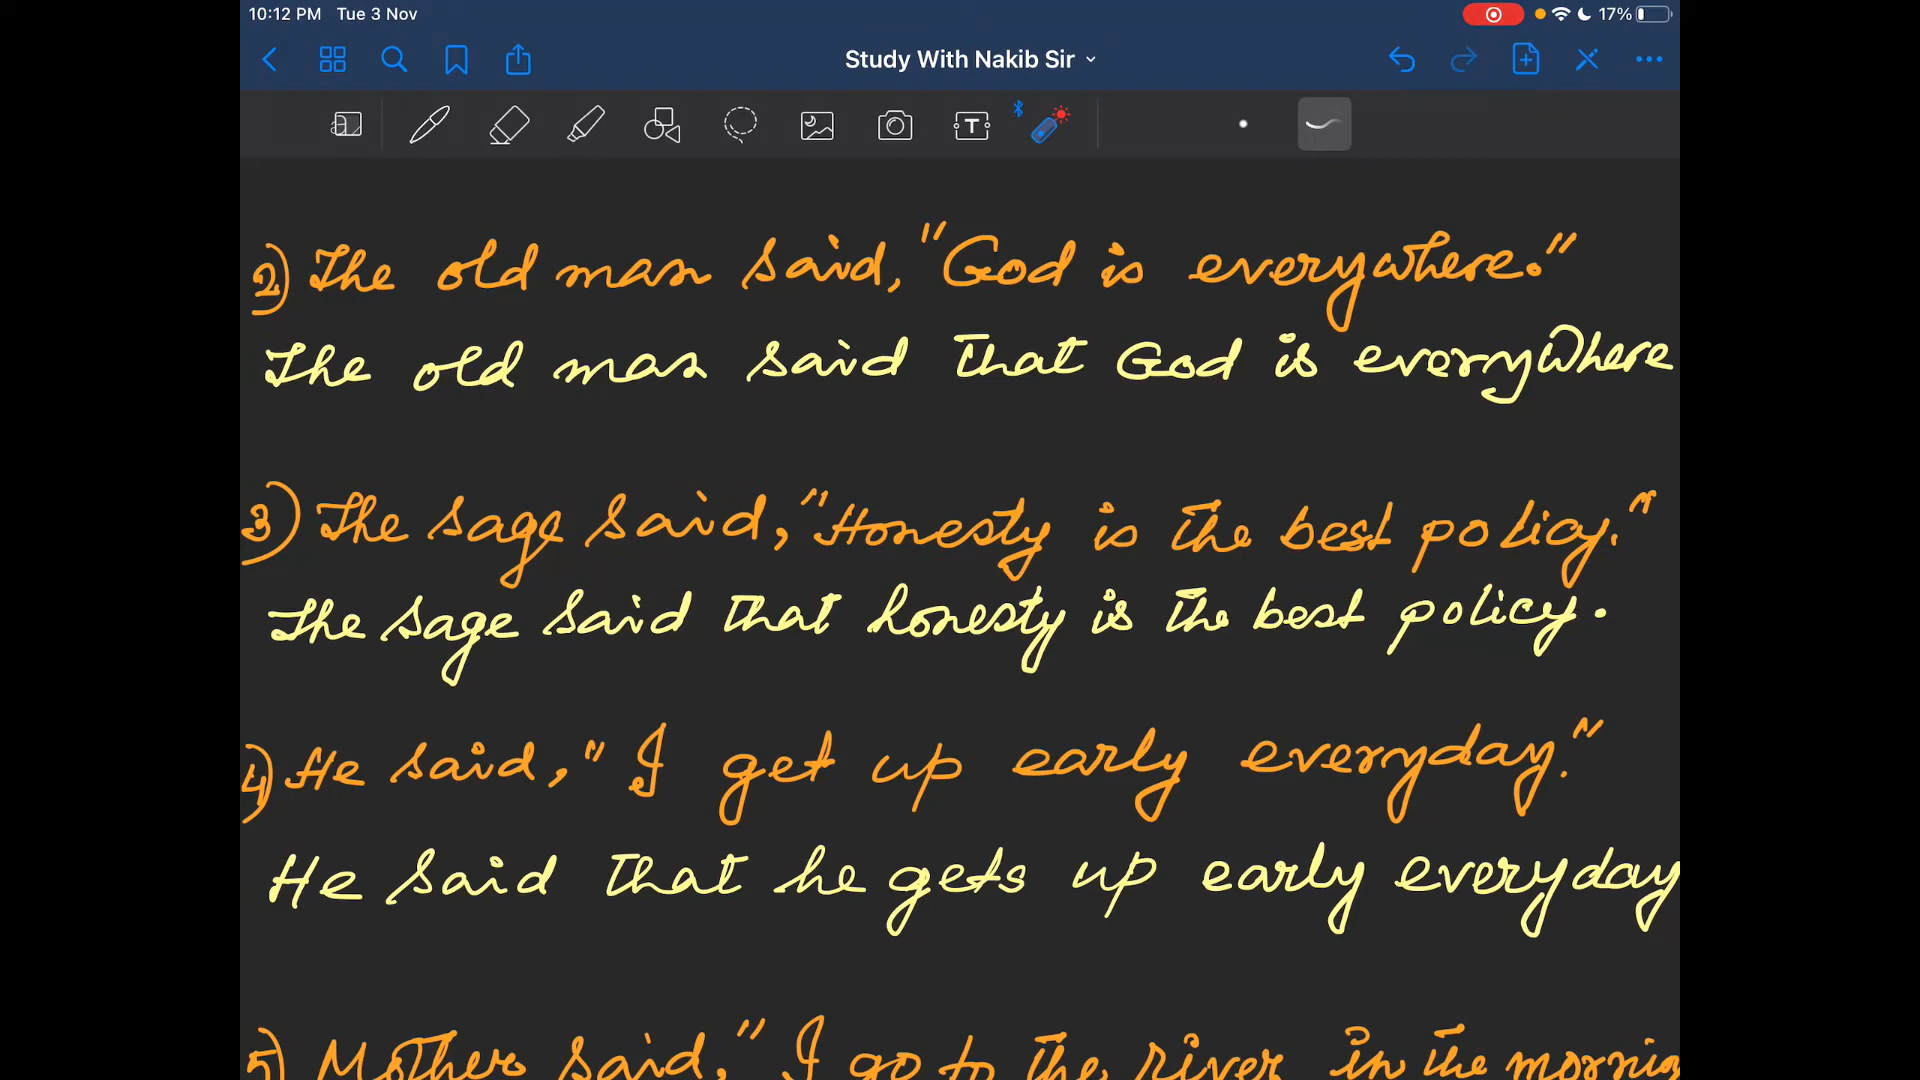 10:12 PM Tue 3 Nov 17%
Study With Nakib Sir
2) The old man said, "God is everywhere."
The old man said that God is everywhere
3) The sage said, "Honesty is the best policy."
The sage said that honesty is the best policy.
4) He said, "I get up early everyday."
He said that he gets up early everyday
5) Mother said, "I go to the river in the morning